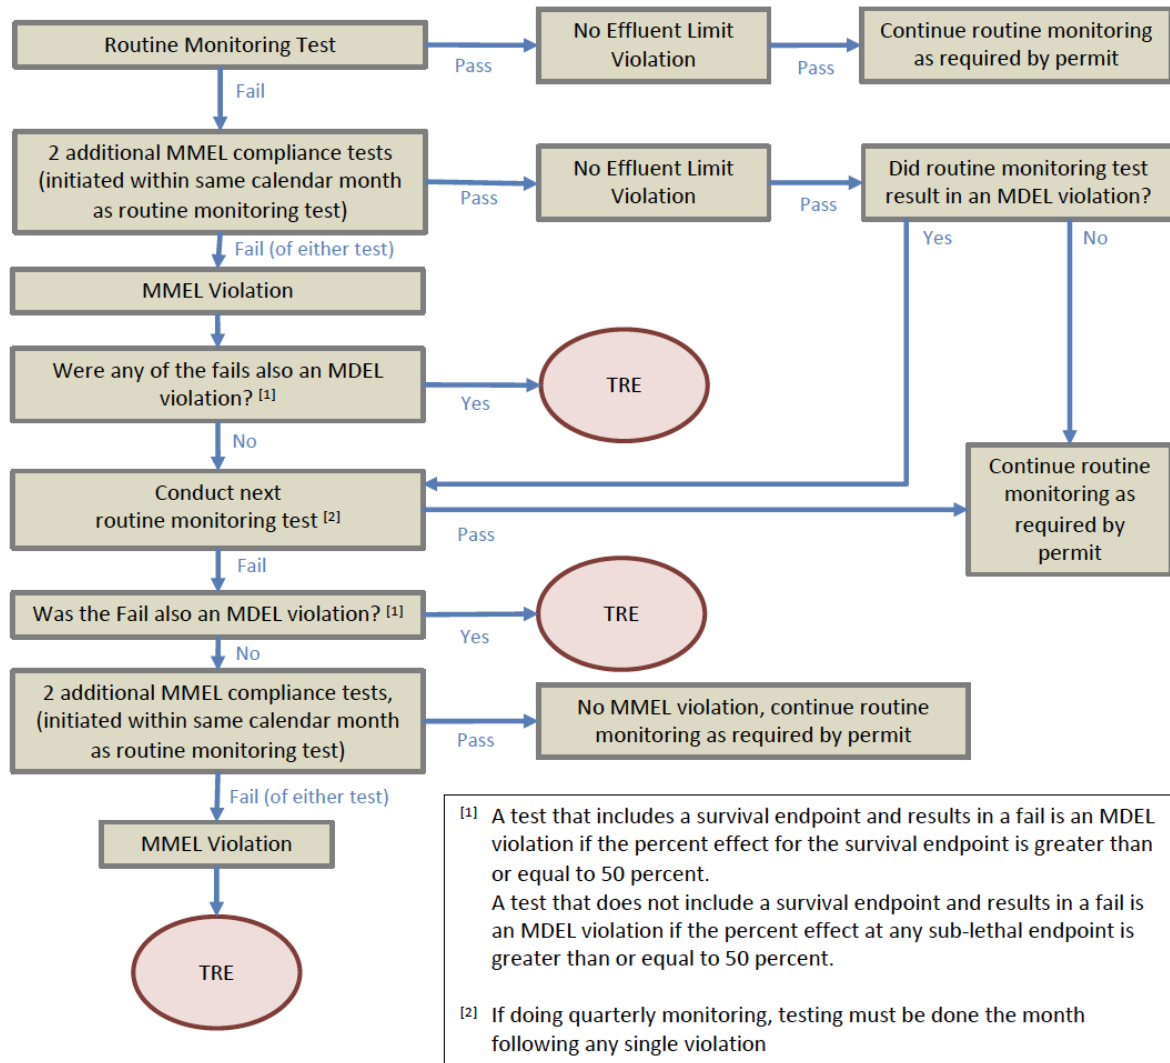 Routine Monitoring Test
Pass
No Effluent Limit
Violation
Pass
Continue routine monitoring
as required by permit
Fail
2 additional MMEL compliance tests
(initiated within same calendar month
as routine monitoring test)
Pass
No Effluent Limit
Violation
Pass
Did routine monitoring test
result in an MDEL violation?
Fail (of either test)
Yes
No
MMEL Violation
Were any of the fails also an MDEL
violation? [1]
Yes
TRE
No
Conduct next
routine monitoring test [2]
Pass
Continue routine
monitoring as
required by
permit
Fail
Was the Fail also an MDEL violation? [1]
Yes
TRE
No
2 additional MMEL compliance tests,
(initiated within same calendar month
as routine monitoring test)
Pass
No MMEL violation, continue routine
monitoring as required by permit
Fail (of either test)
MMEL Violation
TRE
[1] A test that includes a survival endpoint and results in a fail is an MDEL
violation if the percent effect for the survival endpoint is greater than
or equal to 50 percent.
A test that does not include a survival endpoint and results in a fail is
an MDEL violation if the percent effect at any sub-lethal endpoint is
greater than or equal to 50 percent.
[2] If doing quarterly monitoring, testing must be done the month
following any single violation